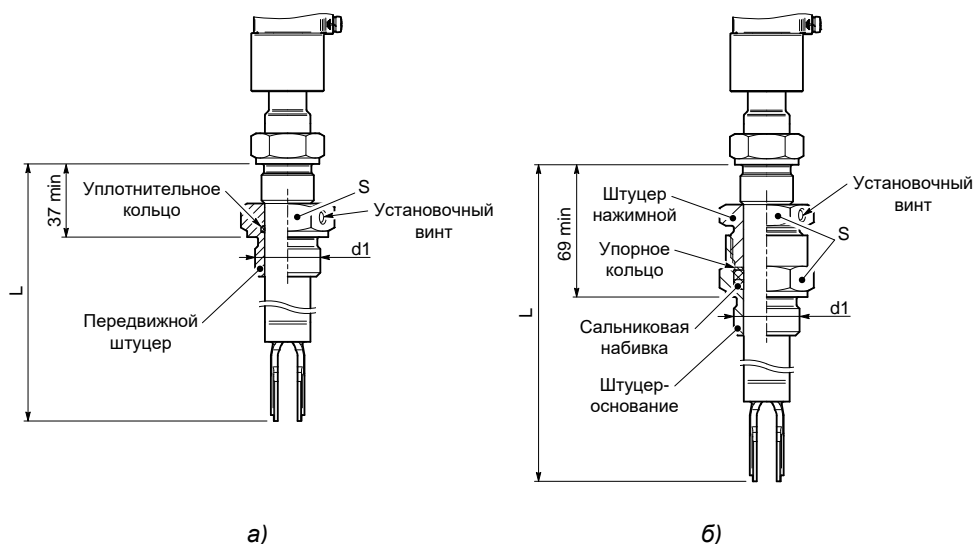 L
37 min
Уплотнительное
кольцо
S
Установочный
винт
d1
Передвижной
штуцер
а)
L
69 min
Штуцер
нажимной
Установочный
винт
S
Упорное
кольцо
d1
Сальниковая
набивка
Штуцер-
основание
б)